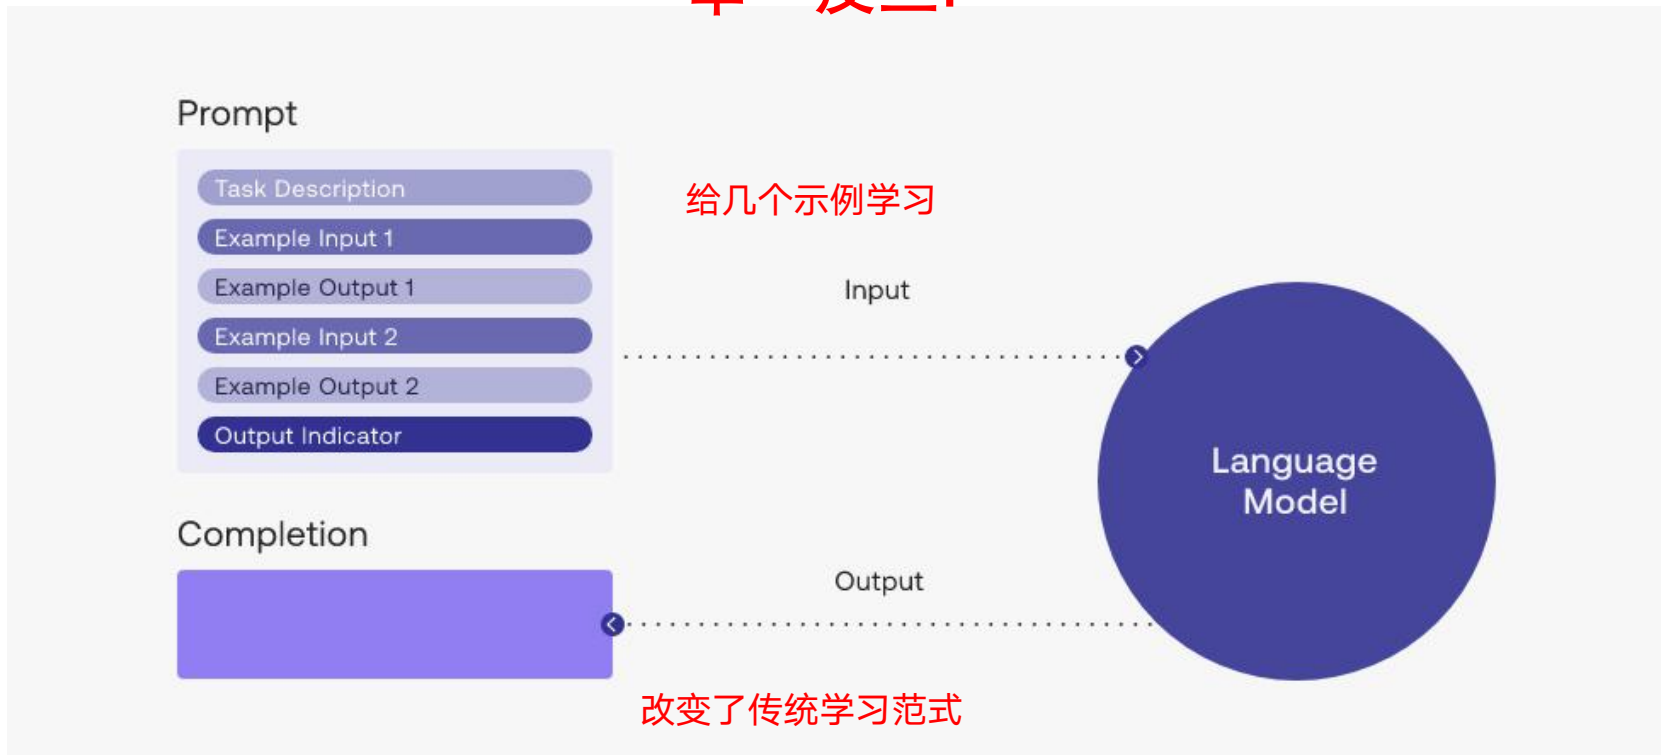 Prompt
Task Description
给几个示例学习
Example Input 1
Example Output 1
Input
Example Input 2
Example Output 2
Output Indicator
Language
Model
Completion
Output
改变了传统学习范式